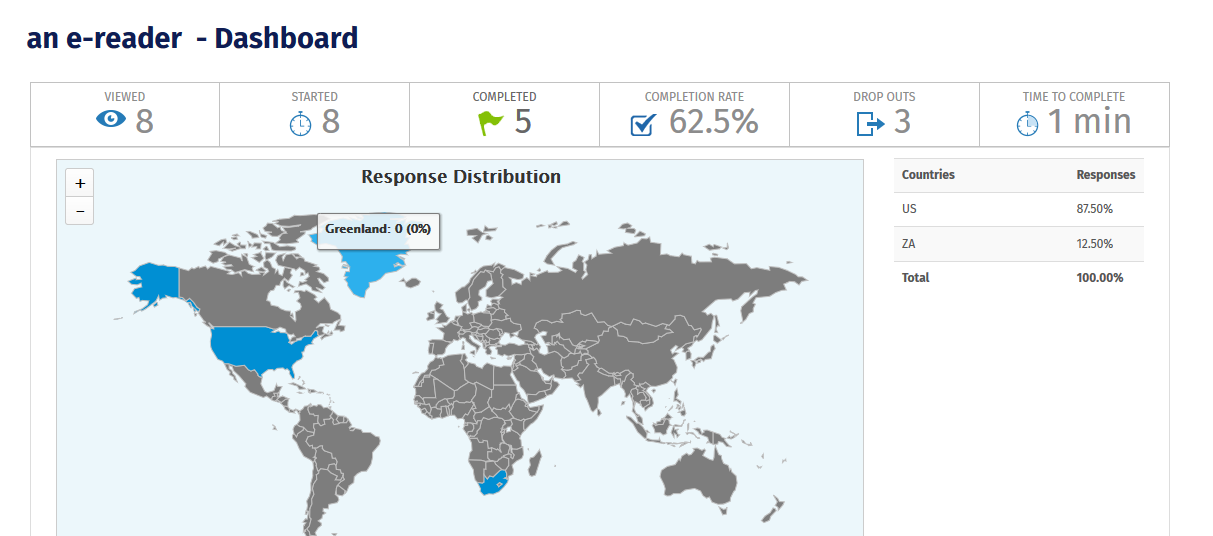 an e-reader - Dashboard
VIEWED
8
STARTED
8
COMPLETED
5
COMPLETION RATE
62.5%
DROP OUTS
3
TIME TO COMPLETE
1 min
+
−
Response Distribution
Greenland: 0 (0%)
Countries Responses
US 87.50%
ZA 12.50%
Total 100.00%